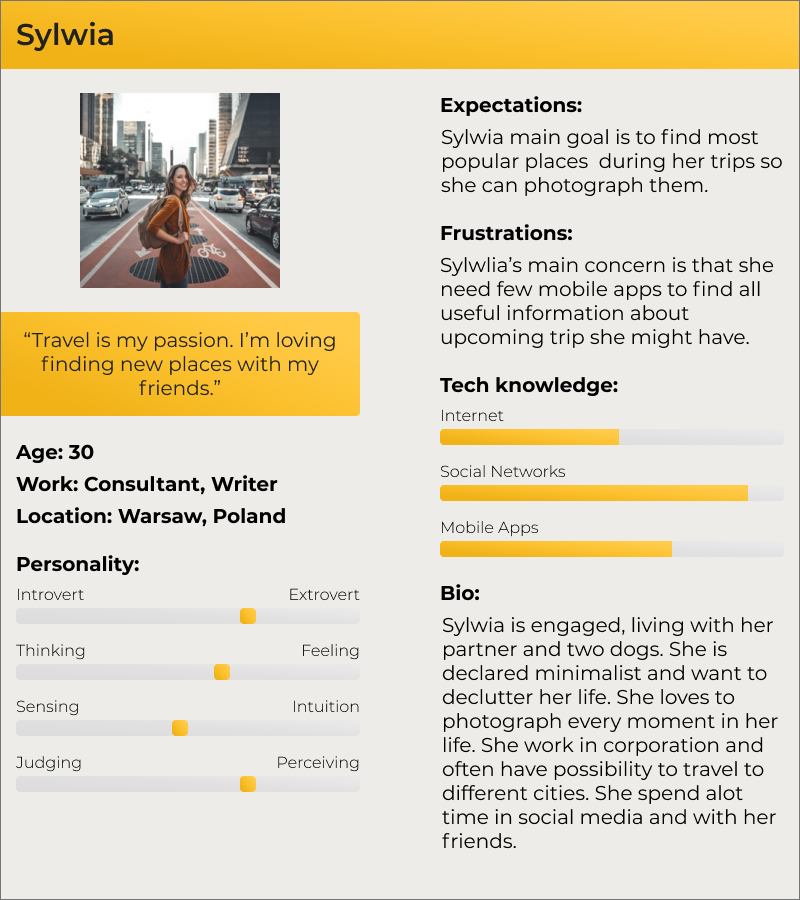 Sylwia
“Travel is my passion. I’m loving
finding new places with my
friends.”
Age: 30
Work: Consultant, Writer
Location: Warsaw, Poland
Personality:
Introvert Extrovert
Thinking Feeling
Sensing Intuition
Judging Perceiving
Expectations:
Sylwia main goal is to find most
popular places  during her trips so
she can photograph them.
Frustrations:
Sylwlia’s main concern is that she
need few mobile apps to find all
useful information about
upcoming trip she might have.
Tech knowledge:
Internet
Social Networks
Mobile Apps
Bio:
Sylwia is engaged, living with her
partner and two dogs. She is
declared minimalist and want to
declutter her life. She loves to
photograph every moment in her
life. She work in corporation and
often have possibility to travel to
different cities. She spend alot
time in social media and with her
friends.